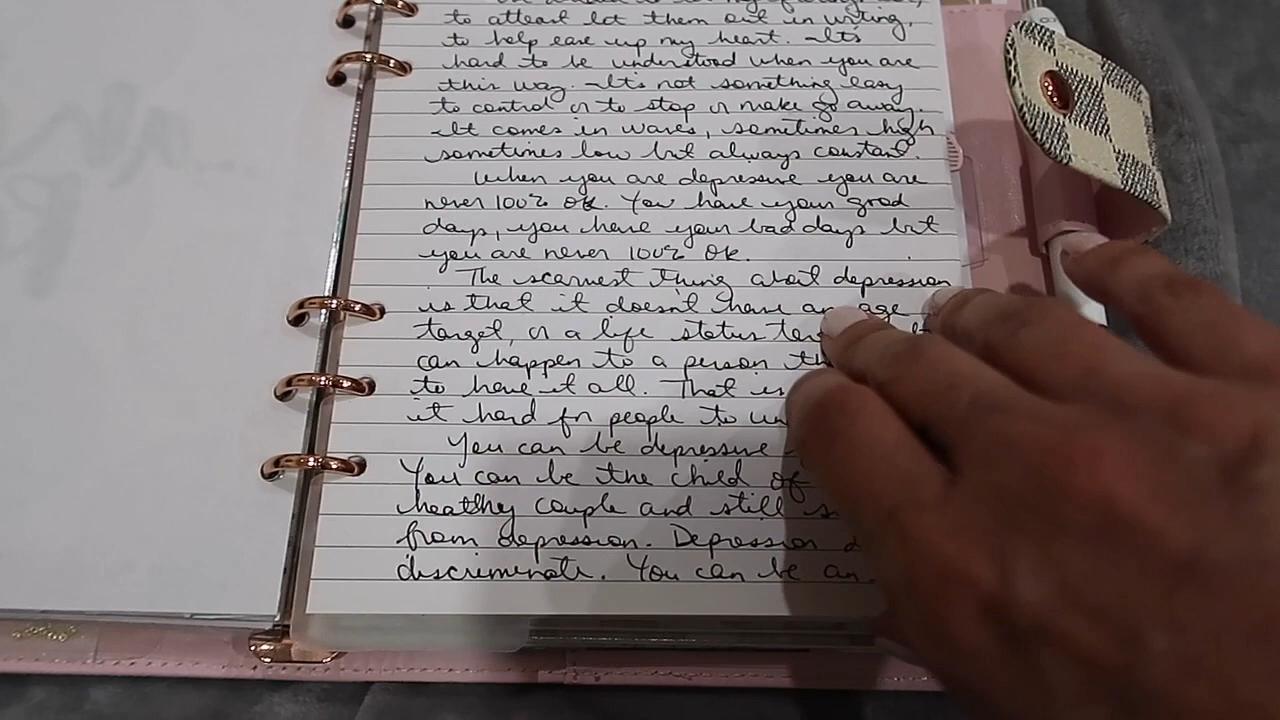 to atleast let them out in writing,
to help ease up my heart. It's
hard to be understood when you are
this way. It's not something easy
to control or to stop or make go away.
It comes in waves, sometimes high
sometimes low but always constant.
When you are depressive you are
never 100% ok. You have your good
days, you have your bad days but
you are never 100% ok.
The scariest thing about depression
is that it doesn't have an age
target, or a life status
can happen to a person
to have it all. That is
it hard for people to
You can be depressive
You can be the child of
healthy couple and still
from depression. Depression
discriminate. You can be an